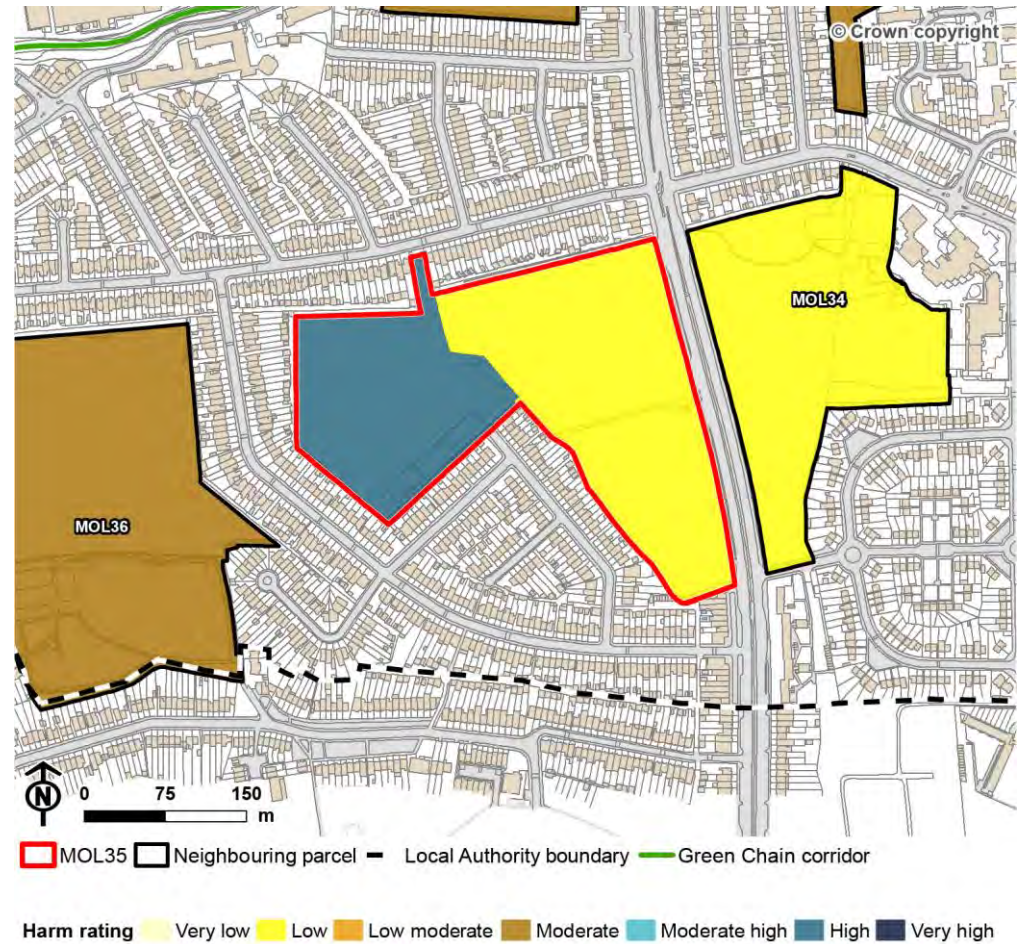 © Crown copyright
MOL34
MOL36
N
0 75 150
m
MOL35 Neighbouring parcel Local Authority boundary Green Chain corridor
Harm rating Very low Low Low moderate Moderate Moderate high High Very high